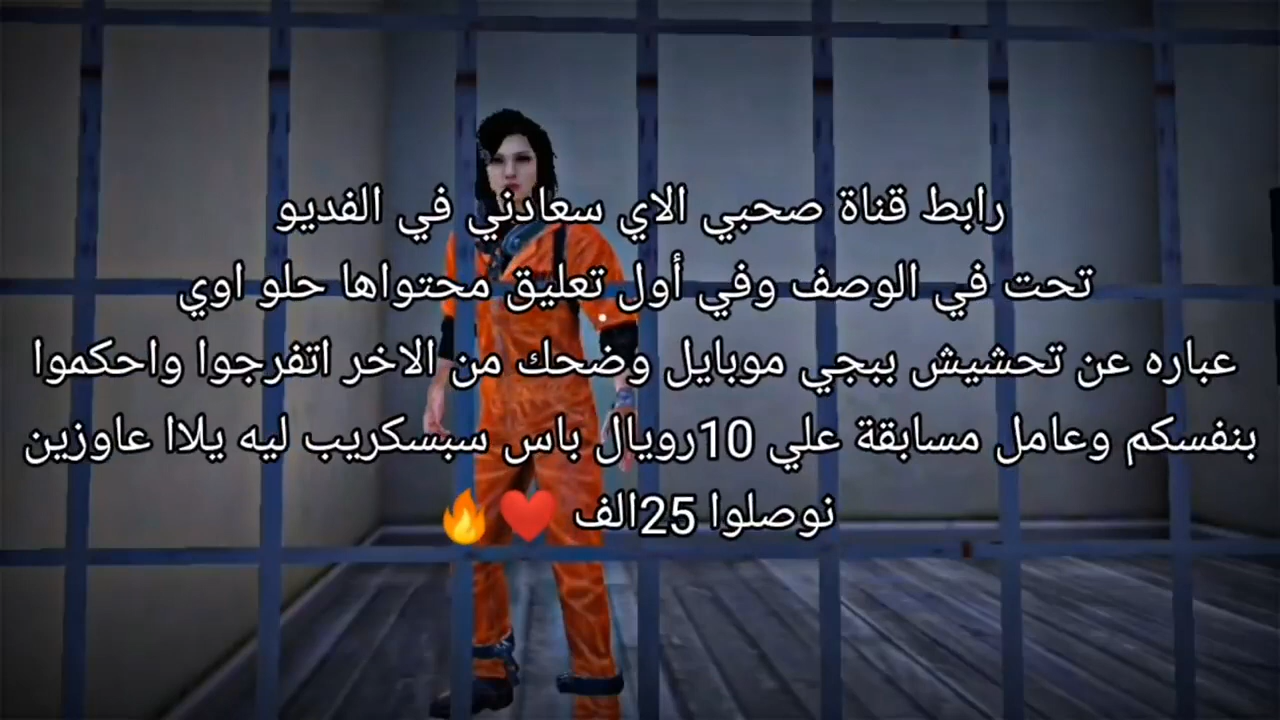 رابط قناة صحبي الاي سعادني في الفديو
تحت في الوصف وفي أول تعليق محتواها حلو اوي
عباره عن تحشيش ببجي موبايل وضحك من الاخر اتفرجوا واحكموا
بنفسكم وعامل مسابقة علي 10رويال باس سبسكريب ليه يلاا عاوزين
نوصلوا 25الف ❤️🔥